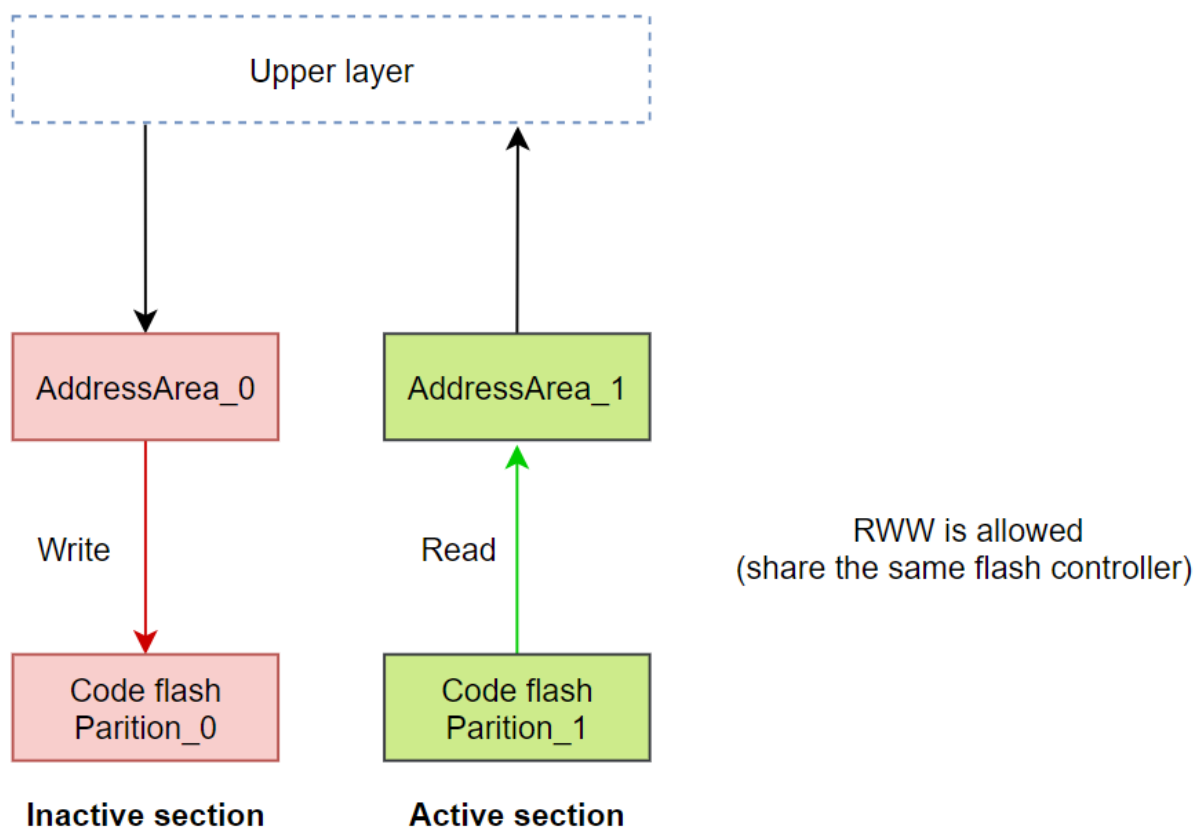 Upper layer
AddressArea_0
AddressArea_1
Write
Read
RWW is allowed
(share the same flash controller)
Code flash
Parition_0
Code flash
Parition_1
Inactive section
Active section